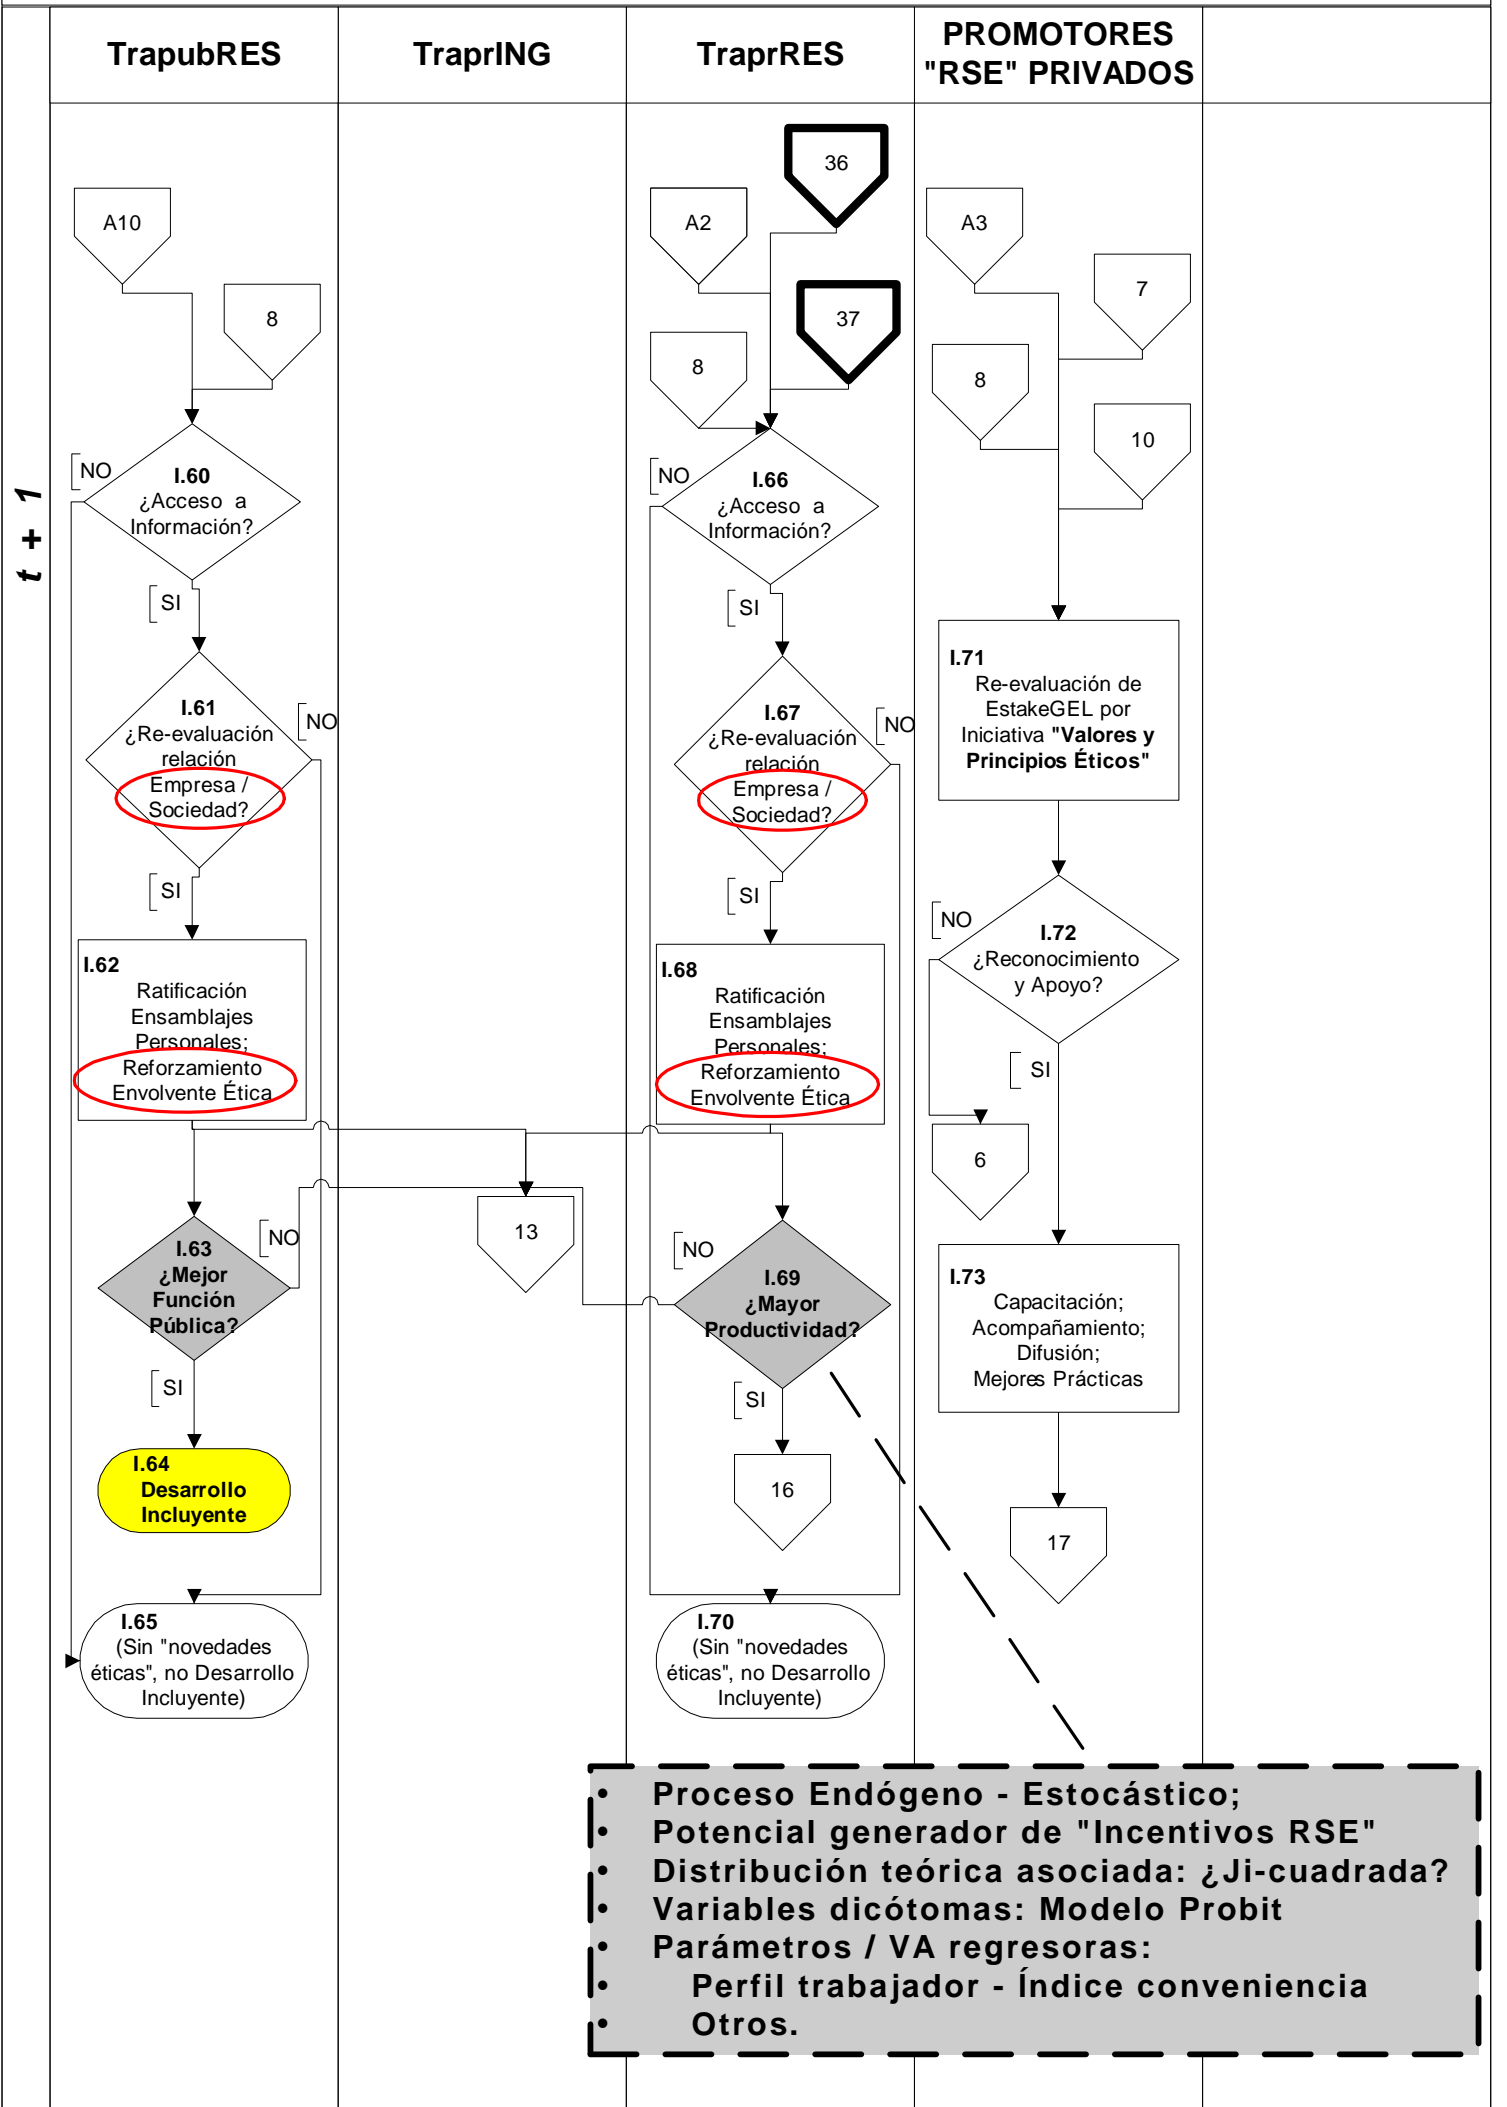 TrapubRES
TraprING
TraprRES
PROMOTORES
"RSE" PRIVADOS
t + 1
A10
8
NO
I.60
¿Acceso a
Información?
SI
I.61
¿Re-evaluación
relación
Empresa /
Sociedad?
NO
SI
I.62
Ratificación
Ensamblajes
Personales;
Reforzamiento
Envolvente Ética
I.63
¿Mejor
Función
Pública?
NO
SI
I.64
Desarrollo
Incluyente
I.65
(Sin "novedades
éticas", no Desarrollo
Incluyente)
13
36
A2
37
8
NO
I.66
¿Acceso a
Información?
SI
I.67
¿Re-evaluación
relación
Empresa /
Sociedad?
NO
SI
I.68
Ratificación
Ensamblajes
Personales;
Reforzamiento
Envolvente Ética
NO
I.69
¿Mayor
Productividad?
SI
16
I.70
(Sin "novedades
éticas", no Desarrollo
Incluyente)
A3
7
8
10
I.71
Re-evaluación de
EstakeGEL por
Iniciativa "Valores y
Principios Éticos"
NO
I.72
¿Reconocimiento
y Apoyo?
SI
6
I.73
Capacitación;
Acompañamiento;
Difusión;
Mejores Prácticas
17
• Proceso Endógeno - Estocástico;
• Potencial generador de "Incentivos RSE"
• Distribución teórica asociada: ¿Ji-cuadrada?
• Variables dicótomas: Modelo Probit
• Parámetros / VA regresoras:
• Perfil trabajador - Índice conveniencia
• Otros.